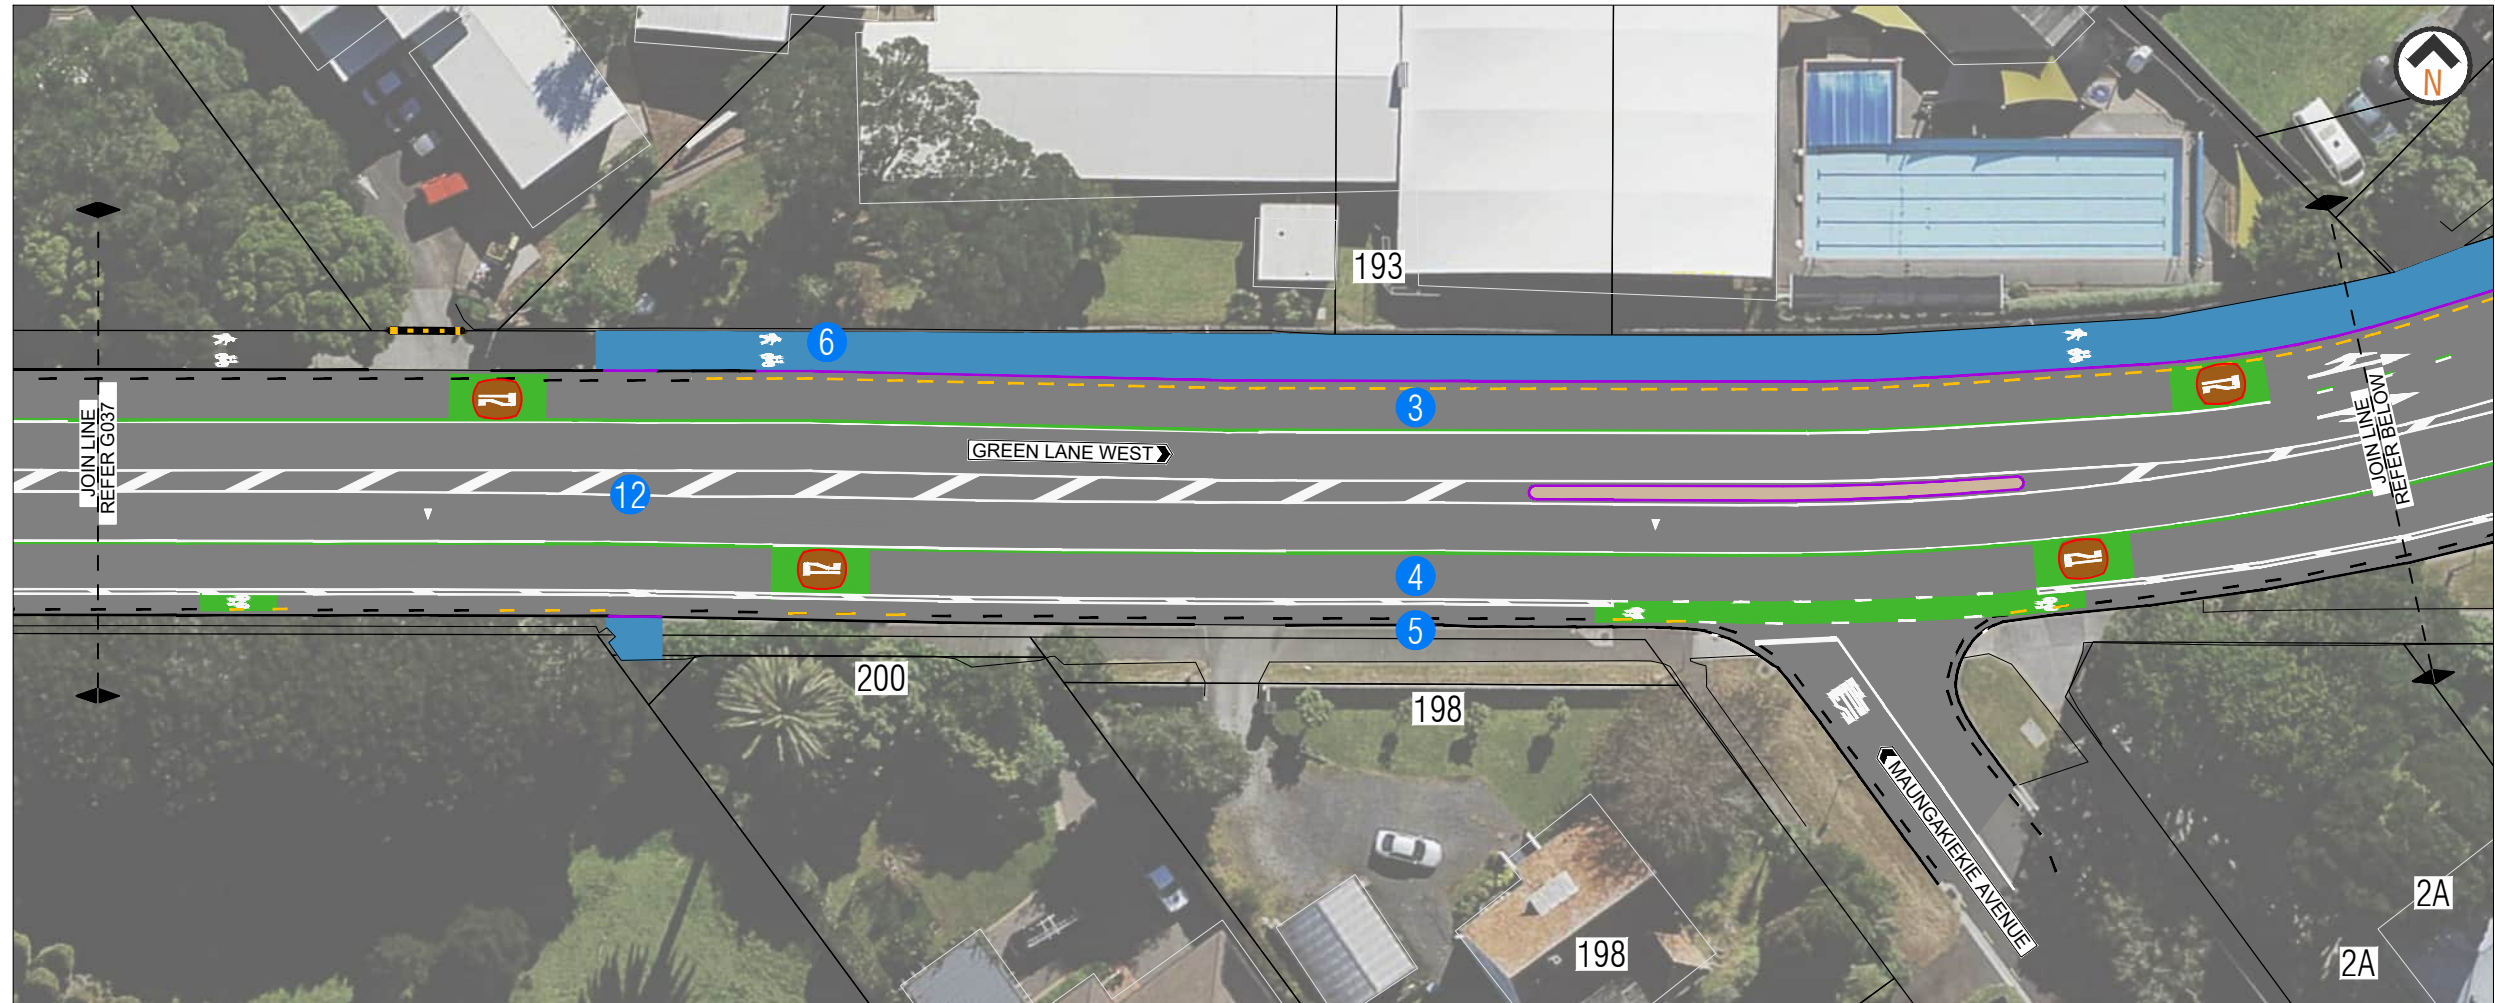 N
193
6
3
JOIN LINE
REFER G037
GREEN LANE WEST
JOIN LINE
REFER BELOW
12
4
5
200
198
MAUNGAKIEKIE AVENUE
198
2A
2A